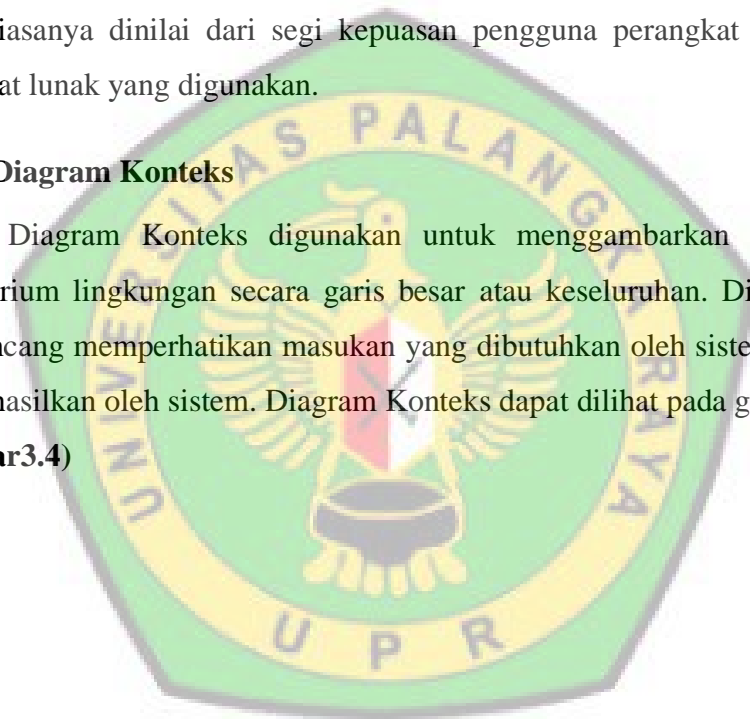 iasanya dinilai dari segi kepuasan pengguna perangkat
at lunak yang digunakan.
Diagram Konteks
Diagram Konteks digunakan untuk menggambarkan
rium lingkungan secara garis besar atau keseluruhan. Di
ncang memperhatikan masukan yang dibutuhkan oleh siste
hasilkan oleh sistem. Diagram Konteks dapat dilihat pada g
ar3.4)
UNIVERSITAS PALANGKA RAYA
UPR